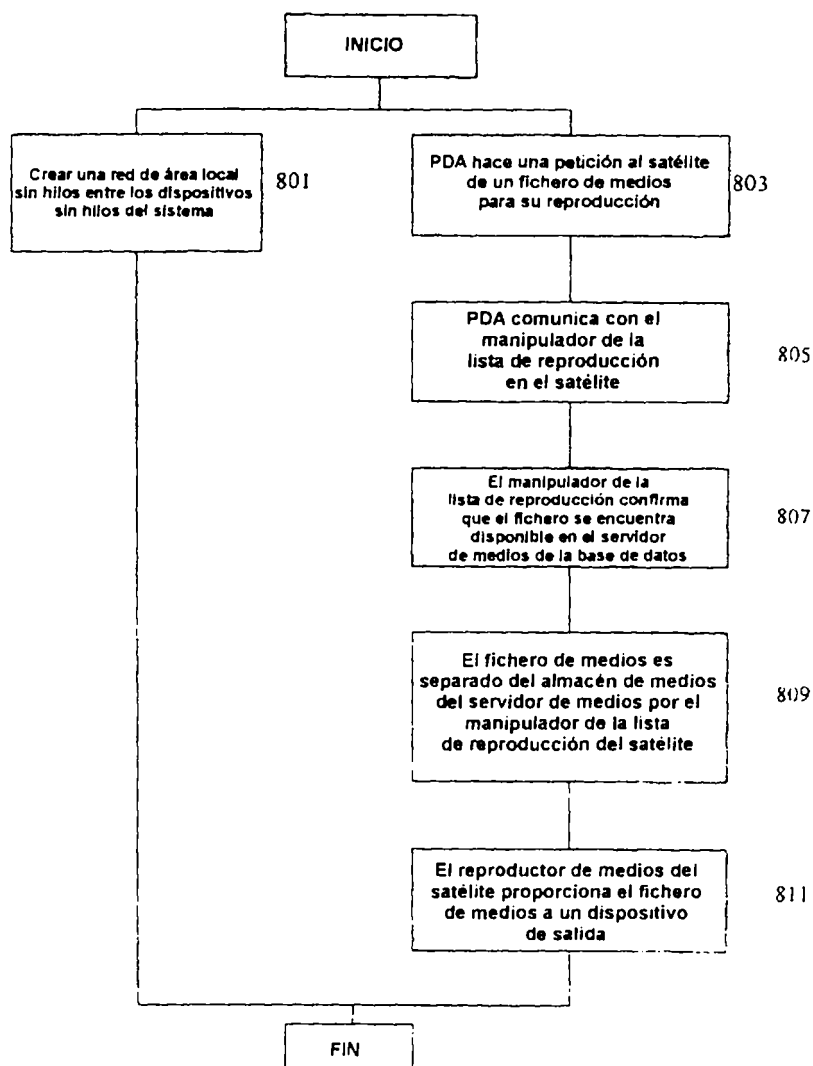 INICIO
Crear una red de área local
sin hilos entre los dispositivos
sin hilos del sistema
801
PDA hace una petición al satélite
de un fichero de medios
para su reproducción
803
PDA comunica con el
manipulador de la
lista de reproducción
en el satélite
805
El manipulador de la
lista de reproducción confirma
que el fichero se encuentra
disponible en el servidor
de medios de la base de datos
807
El fichero de medios es
separado del almacén de medios
del servidor de medios por el
manipulador de la lista
de reproducción del satélite
809
El reproductor de medios del
satélite proporciona el fichero
de medios a un dispositivo
de salida
811
FIN